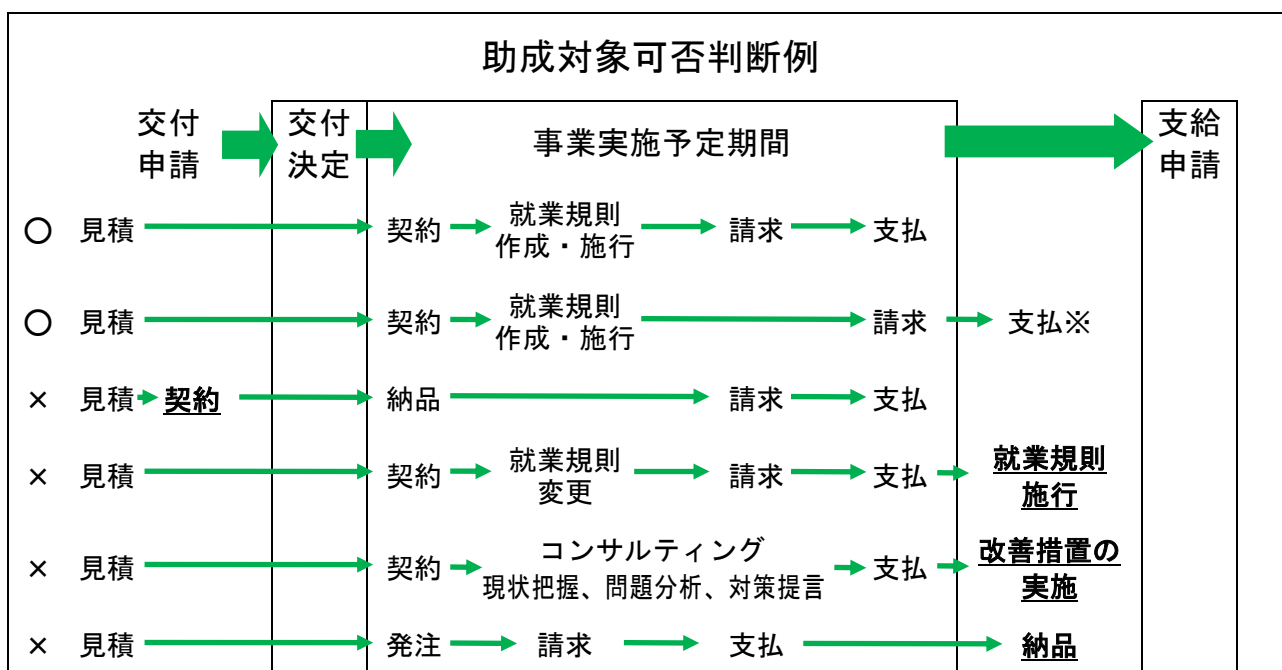 助成対象可否判断例
交付
申請
交付
決定
事業実施予定期間
支給
申請
○ 見積 契約 就業規則
作成・施行 請求 支払
○ 見積 契約 就業規則
作成・施行 請求 支払※
× 見積 契約 納品 請求 支払
× 見積 契約 就業規則
変更 請求 支払 就業規則
施行
× 見積 契約 コンサルティング
現状把握、問題分析、対策提言 支払 改善措置の
実施
× 見積 発注 請求 支払 納品